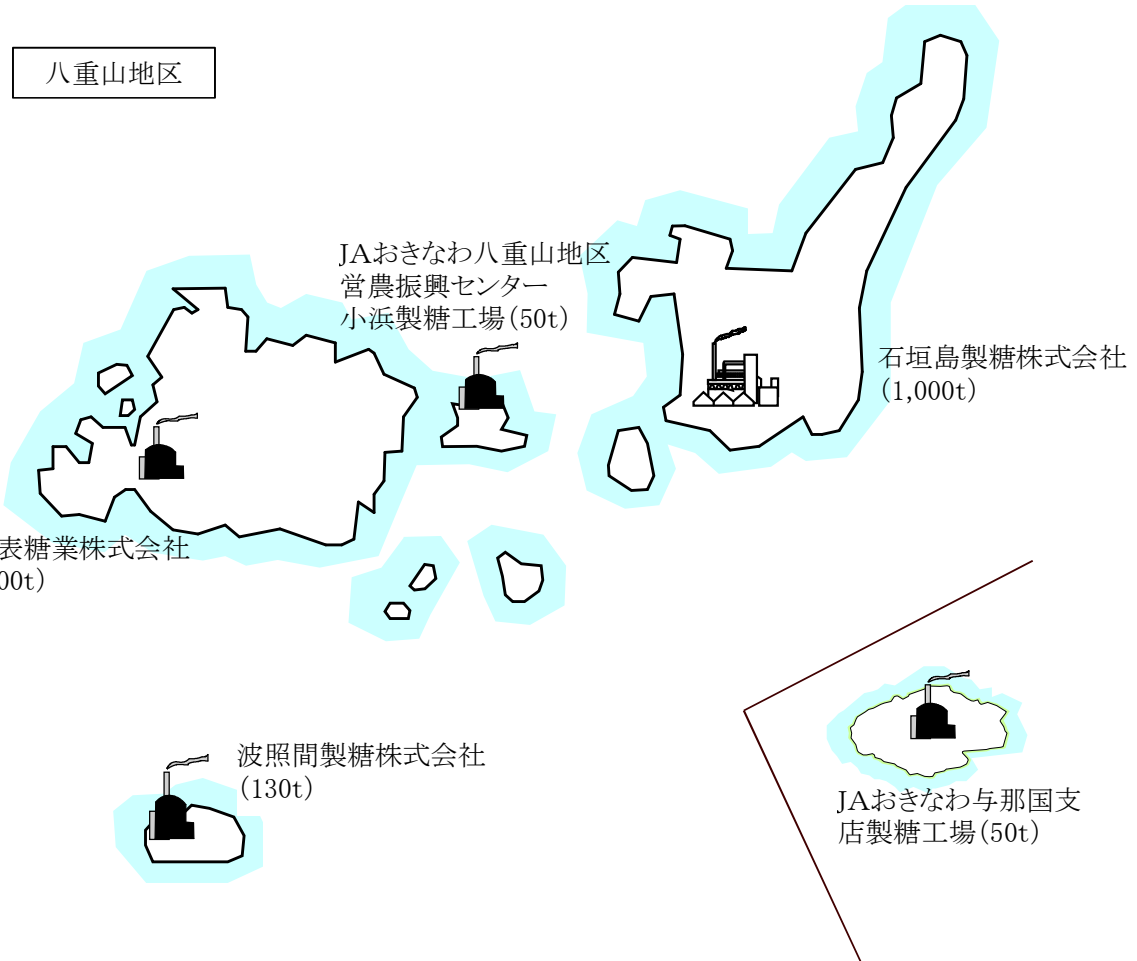 八重山地区
JAおきなわ八重山地区
営農振興センター
小浜製糖工場(50t)
石垣島製糖株式会社
(1,000t)
表糖業株式会社
00t)
波照間製糖株式会社
(130t)
JAおきなわ与那国支
店製糖工場(50t)